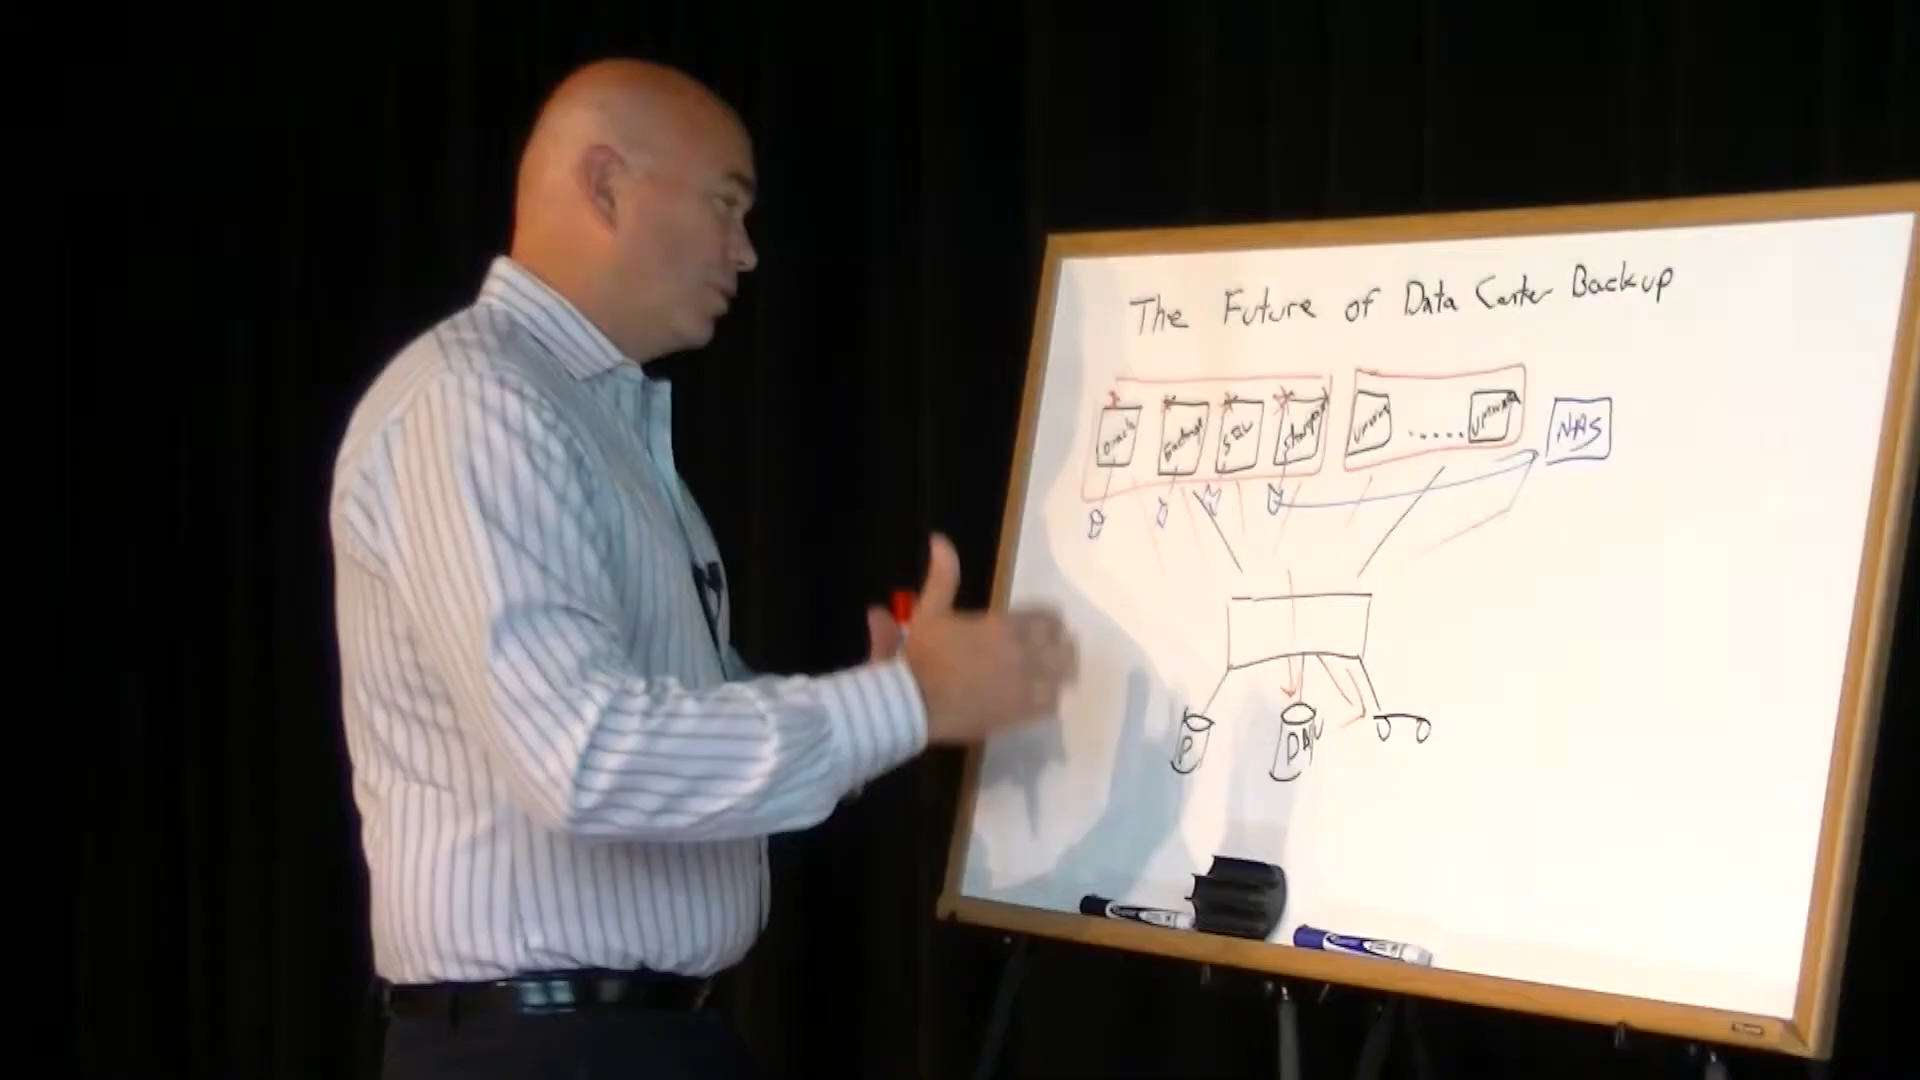 The Future of Data Center Backup
Oracle Exchange SQL Sharepoint VMware ..... VMware NAS
P